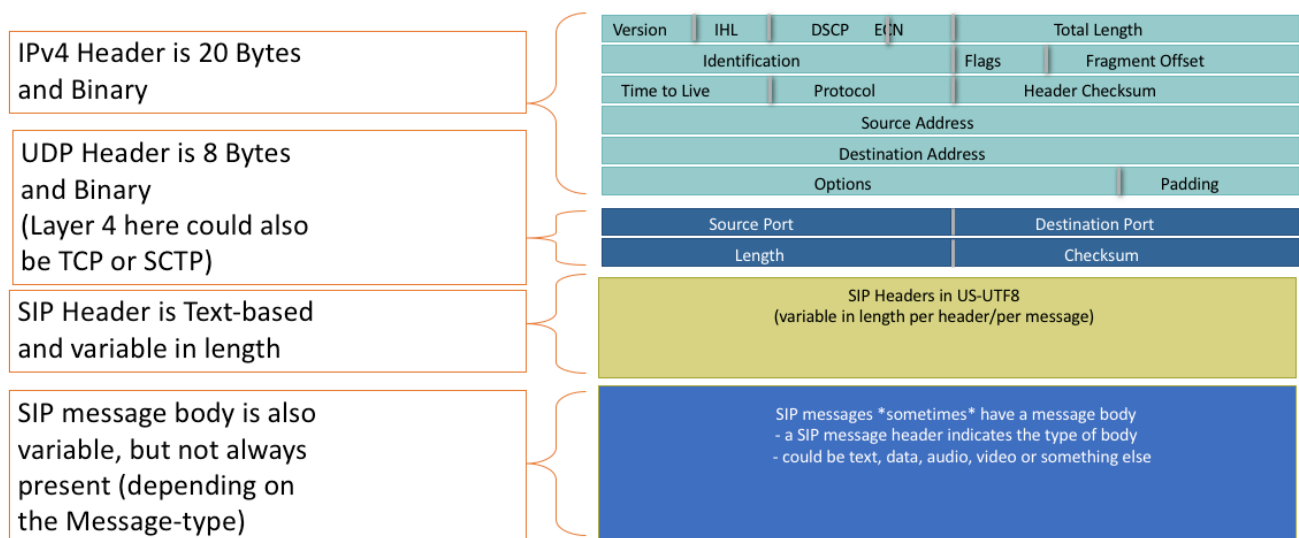 IPv4 Header is 20 Bytes
and Binary
UDP Header is 8 Bytes
and Binary
(Layer 4 here could also
be TCP or SCTP)
SIP Header is Text-based
and variable in length
SIP message body is also
variable, but not always
present (depending on
the Message-type)
Version IHL DSCP ECN Total Length
Identification Flags Fragment Offset
Time to Live Protocol Header Checksum
Source Address
Destination Address
Options Padding
Source Port Destination Port
Length Checksum
SIP Headers in US-UTF8
(variable in length per header/per message)
SIP messages *sometimes* have a message body
- a SIP message header indicates the type of body
- could be text, data, audio, video or something else